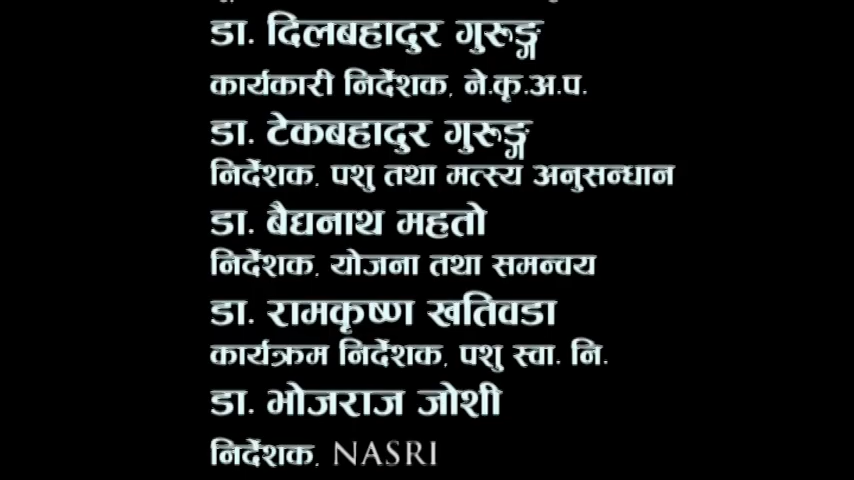 डा. दिलबहादुर गुरूङ्ग
कार्यकारी निर्देशक, ने.कृ.अ.प.
डा. टेकबहादुर गुरूङ्ग
निर्देशक, पशु तथा मत्स्य अनुसन्धान
डा. बैद्यनाथ महतो
निर्देशक, योजना तथा समन्वय
डा. रामकृष्ण खतिवडा
कार्यक्रम निर्देशक, पशु स्वा. नि.
डा. भोजराज जोशी
निर्देशक, NASRI